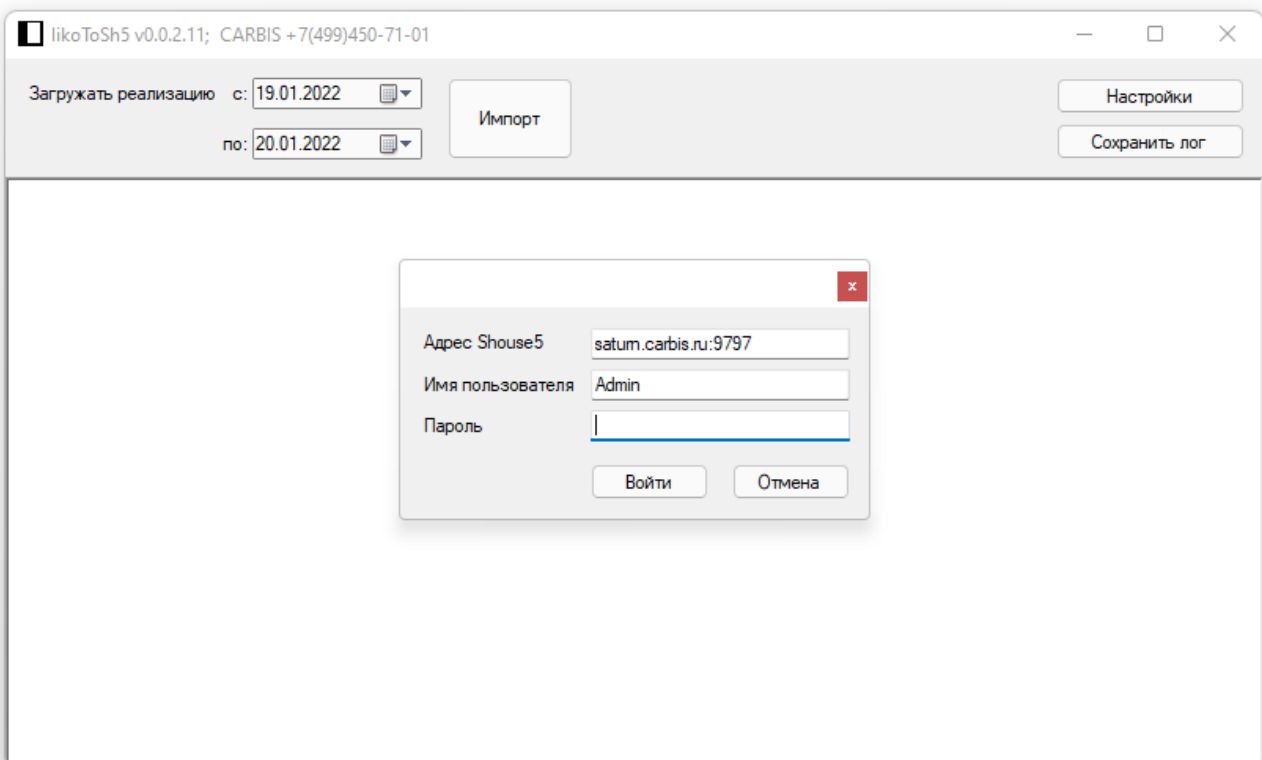 IikoToSh5 v0.0.2.11; CARBIS +7(499)450-71-01
Загружать реализацию с: 19.01.2022
по: 20.01.2022
Импорт
Настройки
Сохранить лог
x
Адрес Shouse5 saturn.carbis.ru:9797
Имя пользователя Admin
Пароль
Войти Отмена